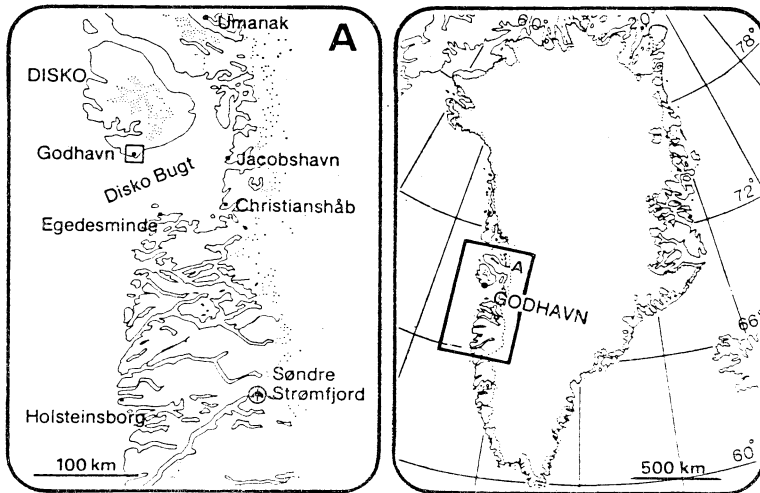 Umanak
A
DISKO
Godhavn
Jacobshavn
Disko Bugt
Christianshåb
Egedesminde
Søndre
Strømfjord
Holsteinsborg
100 km
60°
20°
78°
72°
A
GODHAVN
66°
60°
500 km